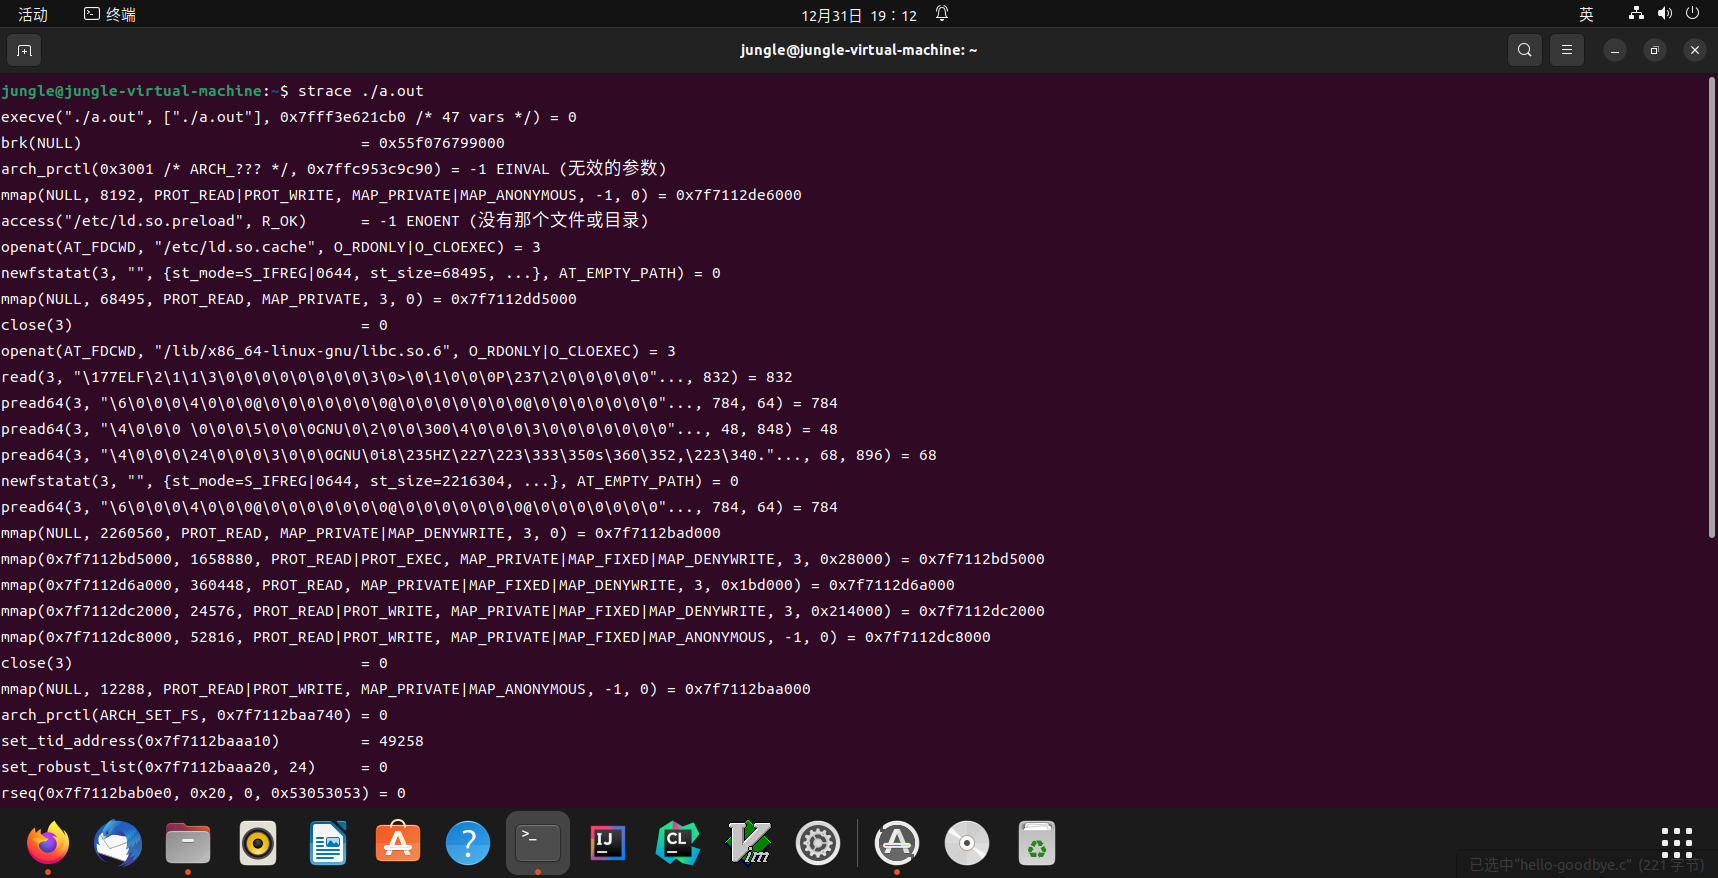 活动 终端 12月31日 19：12 英
jungle@jungle-virtual-machine: ~
jungle@jungle-virtual-machine:~$ strace ./a.out
execve("./a.out", ["./a.out"], 0x7fff3e621cb0 /* 47 vars */) = 0
brk(NULL) = 0x55f076799000
arch_prctl(0x3001 /* ARCH_??? */, 0x7ffc953c9c90) = -1 EINVAL (无效的参数)
mmap(NULL, 8192, PROT_READ|PROT_WRITE, MAP_PRIVATE|MAP_ANONYMOUS, -1, 0) = 0x7f7112de6000
access("/etc/ld.so.preload", R_OK) = -1 ENOENT (没有那个文件或目录)
openat(AT_FDCWD, "/etc/ld.so.cache", O_RDONLY|O_CLOEXEC) = 3
newfstatat(3, "", {st_mode=S_IFREG|0644, st_size=68495, ...}, AT_EMPTY_PATH) = 0
mmap(NULL, 68495, PROT_READ, MAP_PRIVATE, 3, 0) = 0x7f7112dd5000
close(3) = 0
openat(AT_FDCWD, "/lib/x86_64-linux-gnu/libc.so.6", O_RDONLY|O_CLOEXEC) = 3
read(3, "\177ELF\2\1\1\3\0\0\0\0\0\0\0\0\3\0>\0\1\0\0\0P\237\2\0\0\0\0\0"..., 832) = 832
pread64(3, "\6\0\0\0\4\0\0\0@\0\0\0\0\0\0\0@\0\0\0\0\0\0\0@\0\0\0\0\0\0\0"..., 784, 64) = 784
pread64(3, "\4\0\0\0 \0\0\0\5\0\0\0GNU\0\2\0\0\300\4\0\0\0\3\0\0\0\0\0\0\0"..., 48, 848) = 48
pread64(3, "\4\0\0\0\24\0\0\0\3\0\0\0GNU\0i8\235HZ\227\223\333\350s\360\352,\223\340."..., 68, 896) = 68
newfstatat(3, "", {st_mode=S_IFREG|0644, st_size=2216304, ...}, AT_EMPTY_PATH) = 0
pread64(3, "\6\0\0\0\4\0\0\0@\0\0\0\0\0\0\0@\0\0\0\0\0\0\0@\0\0\0\0\0\0\0"..., 784, 64) = 784
mmap(NULL, 2260560, PROT_READ, MAP_PRIVATE|MAP_DENYWRITE, 3, 0) = 0x7f7112bad000
mmap(0x7f7112bd5000, 1658880, PROT_READ|PROT_EXEC, MAP_PRIVATE|MAP_FIXED|MAP_DENYWRITE, 3, 0x28000) = 0x7f7112bd5000
mmap(0x7f7112d6a000, 360448, PROT_READ, MAP_PRIVATE|MAP_FIXED|MAP_DENYWRITE, 3, 0x1bd000) = 0x7f7112d6a000
mmap(0x7f7112dc2000, 24576, PROT_READ|PROT_WRITE, MAP_PRIVATE|MAP_FIXED|MAP_DENYWRITE, 3, 0x214000) = 0x7f7112dc2000
mmap(0x7f7112dc8000, 52816, PROT_READ|PROT_WRITE, MAP_PRIVATE|MAP_FIXED|MAP_ANONYMOUS, -1, 0) = 0x7f7112dc8000
close(3) = 0
mmap(NULL, 12288, PROT_READ|PROT_WRITE, MAP_PRIVATE|MAP_ANONYMOUS, -1, 0) = 0x7f7112baa000
arch_prctl(ARCH_SET_FS, 0x7f7112baa740) = 0
set_tid_address(0x7f7112baaa10) = 49258
set_robust_list(0x7f7112baaa20, 24) = 0
rseq(0x7f7112bab0e0, 0x20, 0, 0x53053053) = 0
>_ IJ CL Vim
已选中"hello-goodbye.c" (221 字节)